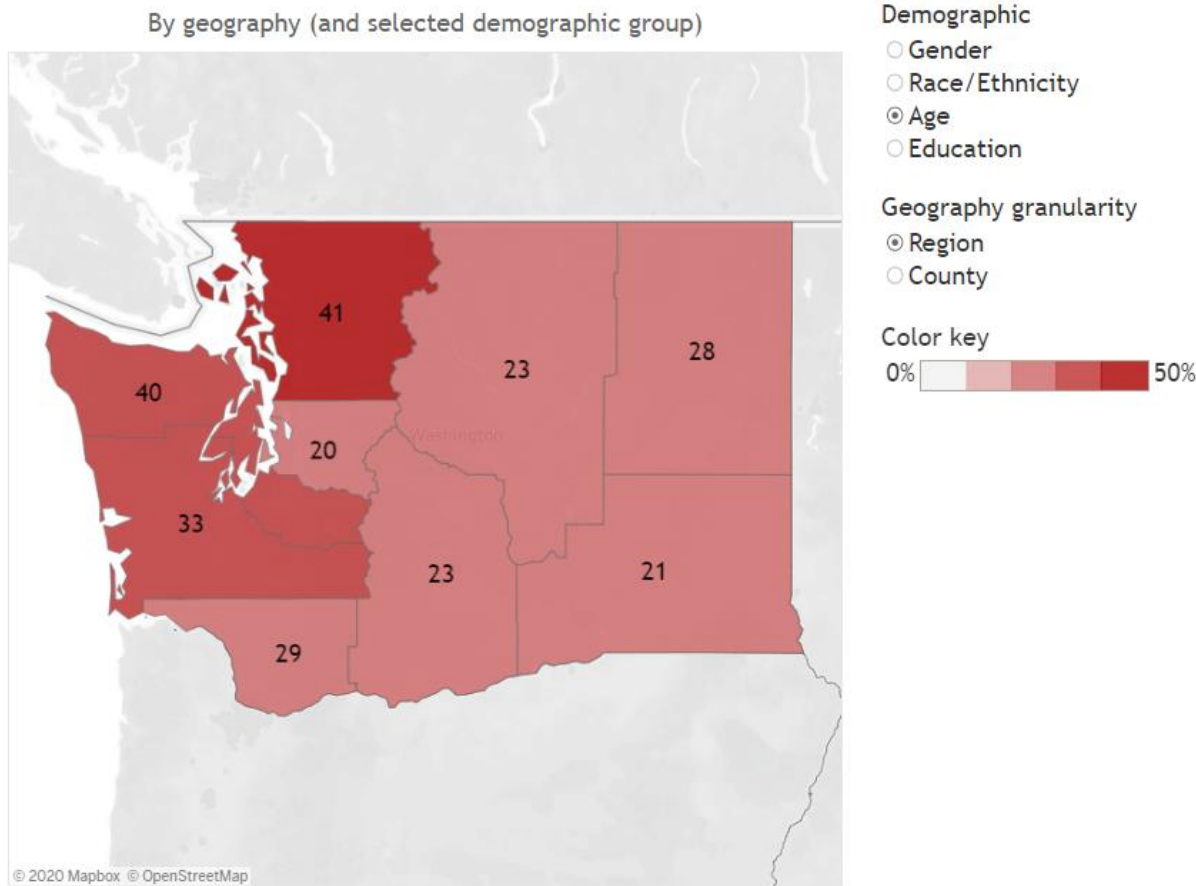 By geography (and selected demographic group)
Demographic
Gender
Race/Ethnicity
Age
Education
Geography granularity
Region
County
Color key
0% 50%
41
28
23
40
Washington
20
33
23
21
29
© 2020 Mapbox © OpenStreetMap